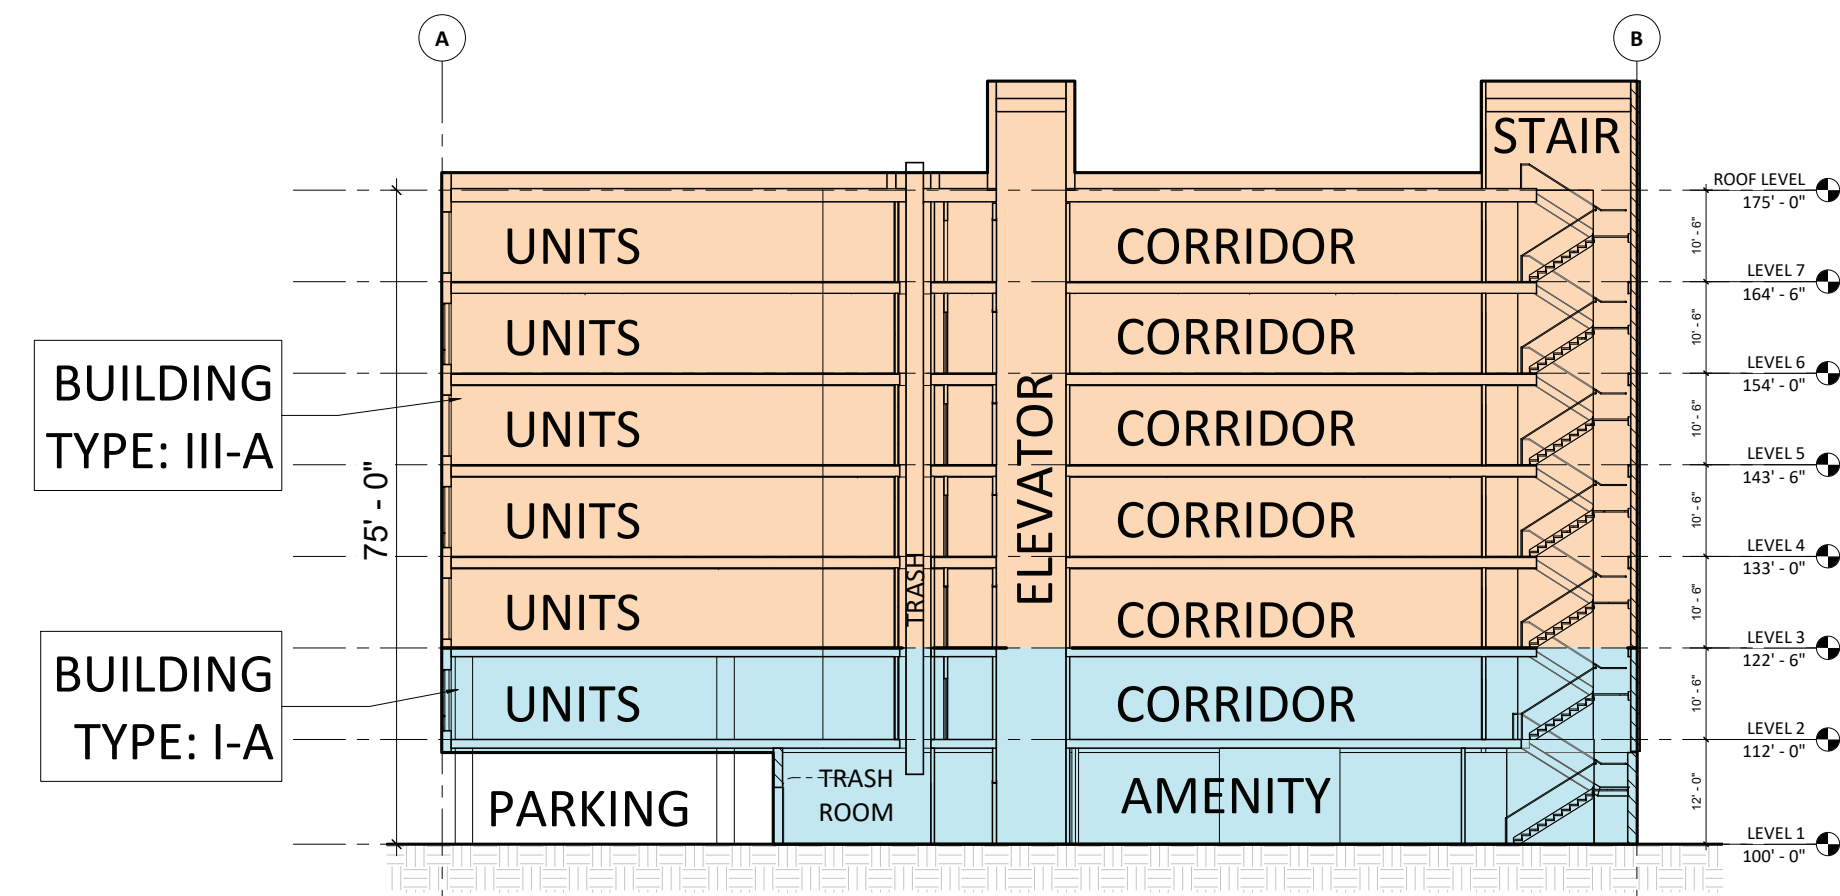 A
B
STAIR
ROOF LEVEL
175' - 0"
10' - 6"
UNITS
CORRIDOR
LEVEL 7
164' - 6"
10' - 6"
UNITS
CORRIDOR
LEVEL 6
154' - 0"
10' - 6"
BUILDING
TYPE: III-A
UNITS
ELEVATOR
CORRIDOR
LEVEL 5
143' - 6"
10' - 6"
75' - 0"
UNITS
CORRIDOR
LEVEL 4
133' - 0"
10' - 6"
TRASH
UNITS
CORRIDOR
LEVEL 3
122' - 6"
10' - 6"
BUILDING
TYPE: I-A
UNITS
CORRIDOR
LEVEL 2
112' - 0"
12' - 0"
PARKING
TRASH
ROOM
AMENITY
LEVEL 1
100' - 0"